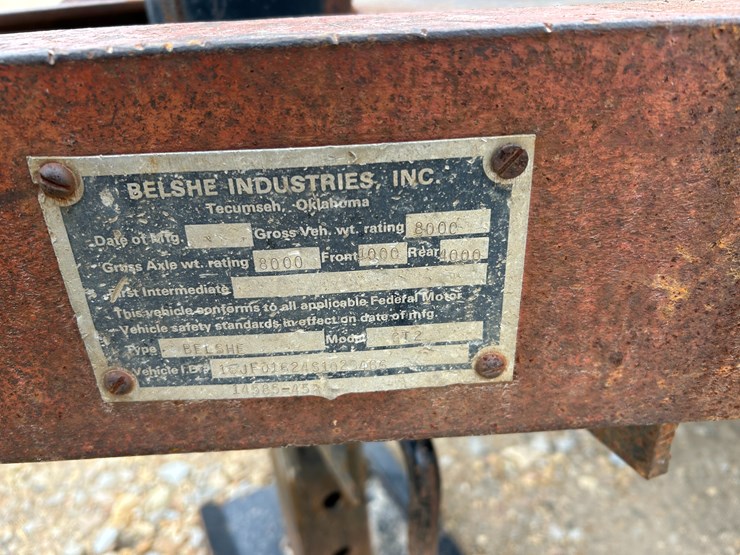 BELSHE INDUSTRIES, INC.
Tecumseh, Oklahoma
Date of Mfg. Gross Veh. wt. rating 8000
Gross Axle wt. rating 8000 Front 4000 Rear 4000
First Intermediate
This vehicle conforms to all applicable Federal Motor
Vehicle safety standards in effect on date of mfg.
Type BELSHE Model
Vehicle I.D.